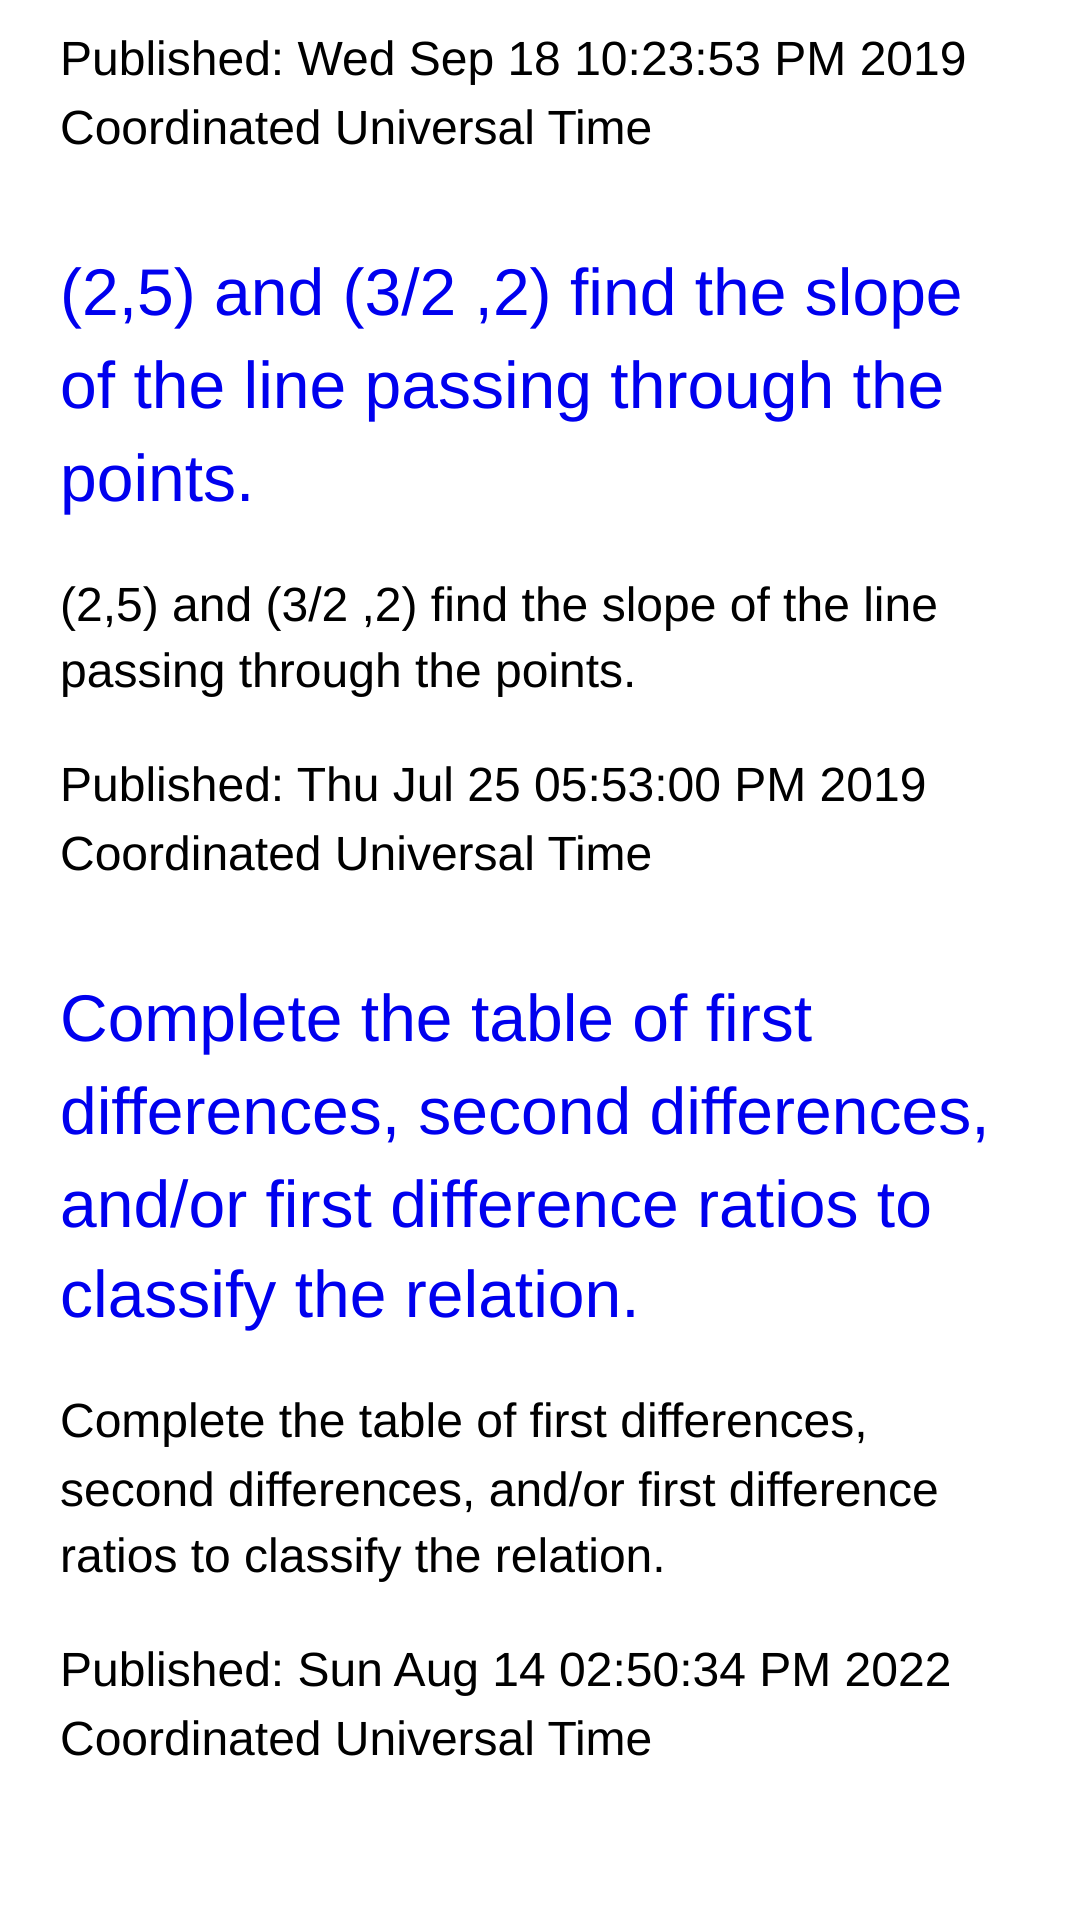 Published: Wed Sep 18 10:23:53 PM 2019
Coordinated Universal Time
(2,5) and (3/2 ,2) find the slope
of the line passing through the
points.
(2,5) and (3/2 ,2) find the slope of the line
passing through the points.
Published: Thu Jul 25 05:53:00 PM 2019
Coordinated Universal Time
Complete the table of first
differences, second differences,
and/or first difference ratios to
classify the relation.
Complete the table of first differences,
second differences, and/or first difference
ratios to classify the relation.
Published: Sun Aug 14 02:50:34 PM 2022
Coordinated Universal Time